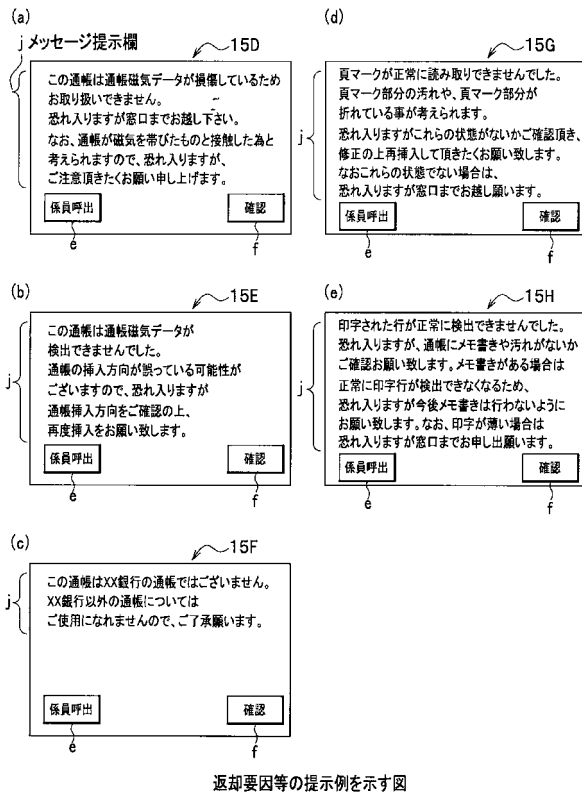 (a)
j メッセージ提示欄
15D
この通帳は通帳磁気データが損傷しているため
お取り扱いできません。
恐れ入りますが窓口までお越し下さい。
なお、通帳が磁気を帯びたものと接触した為と
考えられますので、恐れ入りますが、
ご注意頂きたくお願い申し上げます。
係員呼出
確認
e
f
(b)
15E
j
この通帳は通帳磁気データが
検出できませんでした。
通帳の挿入方向が誤っている可能性が
ございますので、恐れ入りますが
通帳挿入方向をご確認の上、
再度挿入をお願い致します。
係員呼出
確認
e
f
(c)
15F
j
この通帳はXX銀行の通帳ではございません。
XX銀行以外の通帳については
ご使用になれませんので、ご了承願います。
係員呼出
確認
e
f
(d)
15G
j
頁マークが正常に読み取りできませんでした。
頁マーク部分の汚れや、頁マーク部分が
折れている事が考えられます。
恐れ入りますがこれらの状態がないかご確認頂き、
修正の上再挿入して頂きたくお願い致します。
なおこれらの状態でない場合は、
恐れ入りますが窓口までお越し願います。
係員呼出
確認
e
f
(e)
15H
j
印字された行が正常に検出できませんでした。
恐れ入りますが、通帳にメモ書きや汚れがないか
ご確認お願い致します。メモ書きがある場合は
正常に印字行が検出できなくなるため、
恐れ入りますが今後メモ書きは行わないように
お願い致します。なお、印字が薄い場合は
恐れ入りますが窓口までお申し出願います。
係員呼出
確認
e
f
返却要因等の提示例を示す図